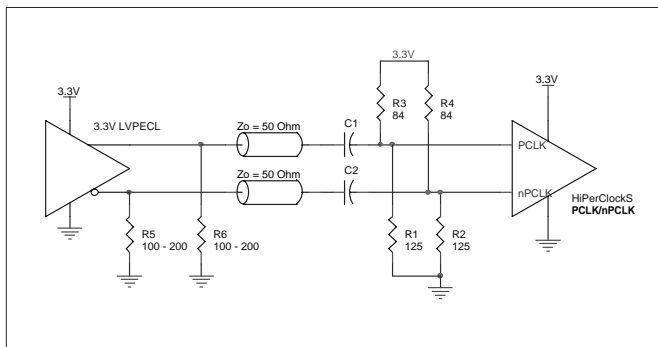 3.3V
3.3V LVPECL
Zo = 50 Ohm
C1
3.3V
R3
84
R4
84
3.3V
PCLK
Zo = 50 Ohm
C2
nPCLK
HiPerClockS
PCLK/nPCLK
R5
100 - 200
R6
100 - 200
R1
125
R2
125